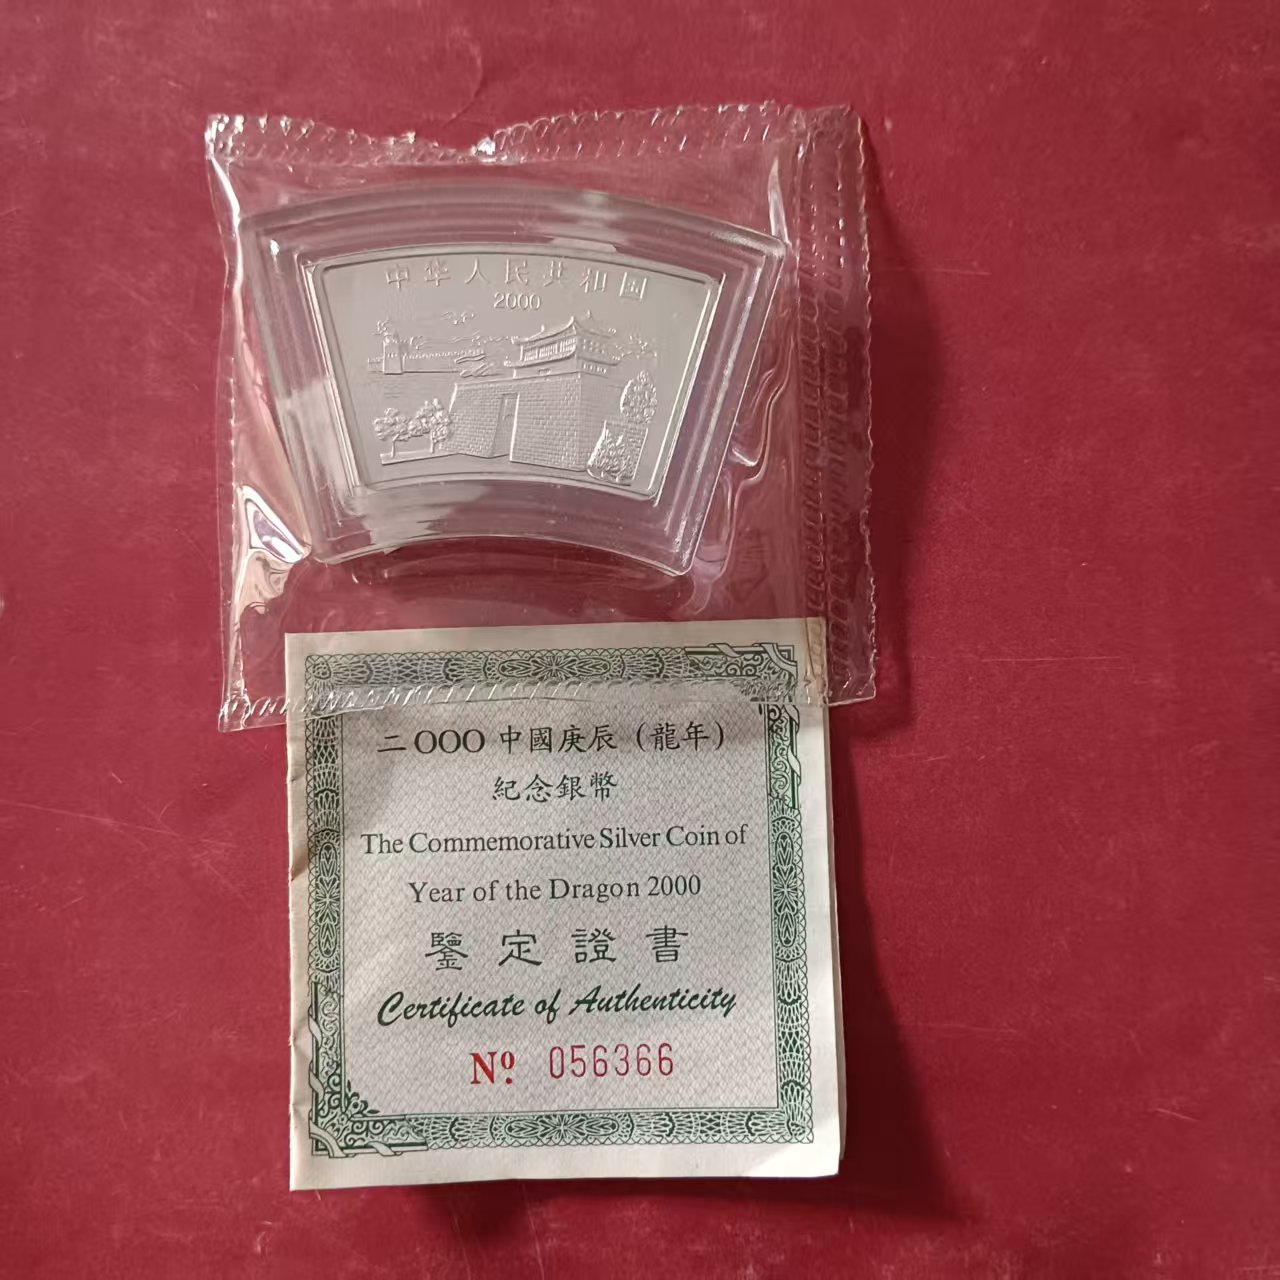 中华人民共和国
2000
二OOO中國庚辰（龍年）
紀念銀幣
The Commemorative Silver Coin of
Year of the Dragon 2000
鑒定證書
Certificate of Authenticity
Nº. 056366